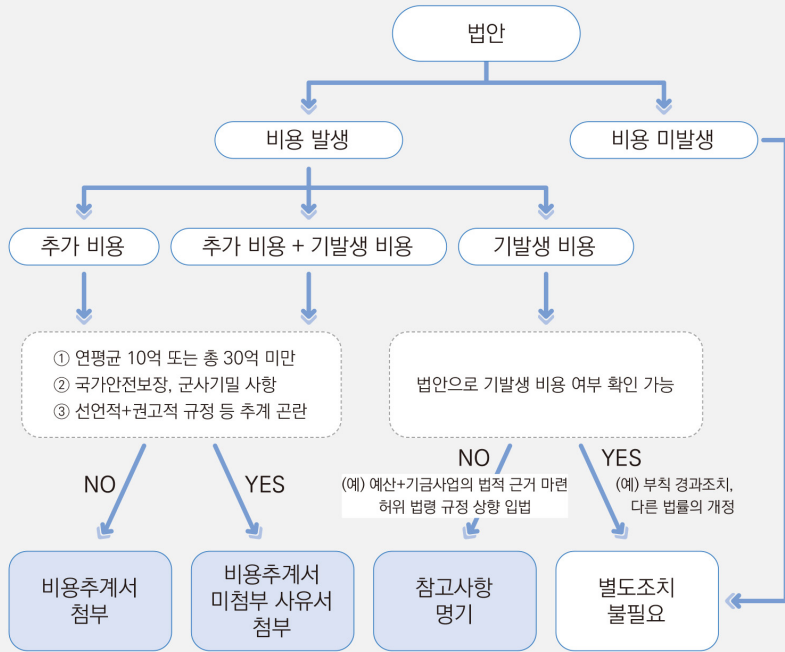 법안
비용 발생
비용 미발생
추가 비용
추가 비용 + 기발생 비용
기발생 비용
① 연평균 10억 또는 총 30억 미만
② 국가안전보장, 군사기밀 사항
③ 선언적+권고적 규정 등 추계 곤란
법안으로 기발생 비용 여부 확인 가능
NO
YES
NO
(예) 예산+기금사업의 법적 근거 마련
허위 법령 규정 상향 입법
YES
(예) 부칙 경과조치,
다른 법률의 개정
비용추계서
첨부
비용추계서
미첨부 사유서
첨부
참고사항
명기
별도조치
불필요